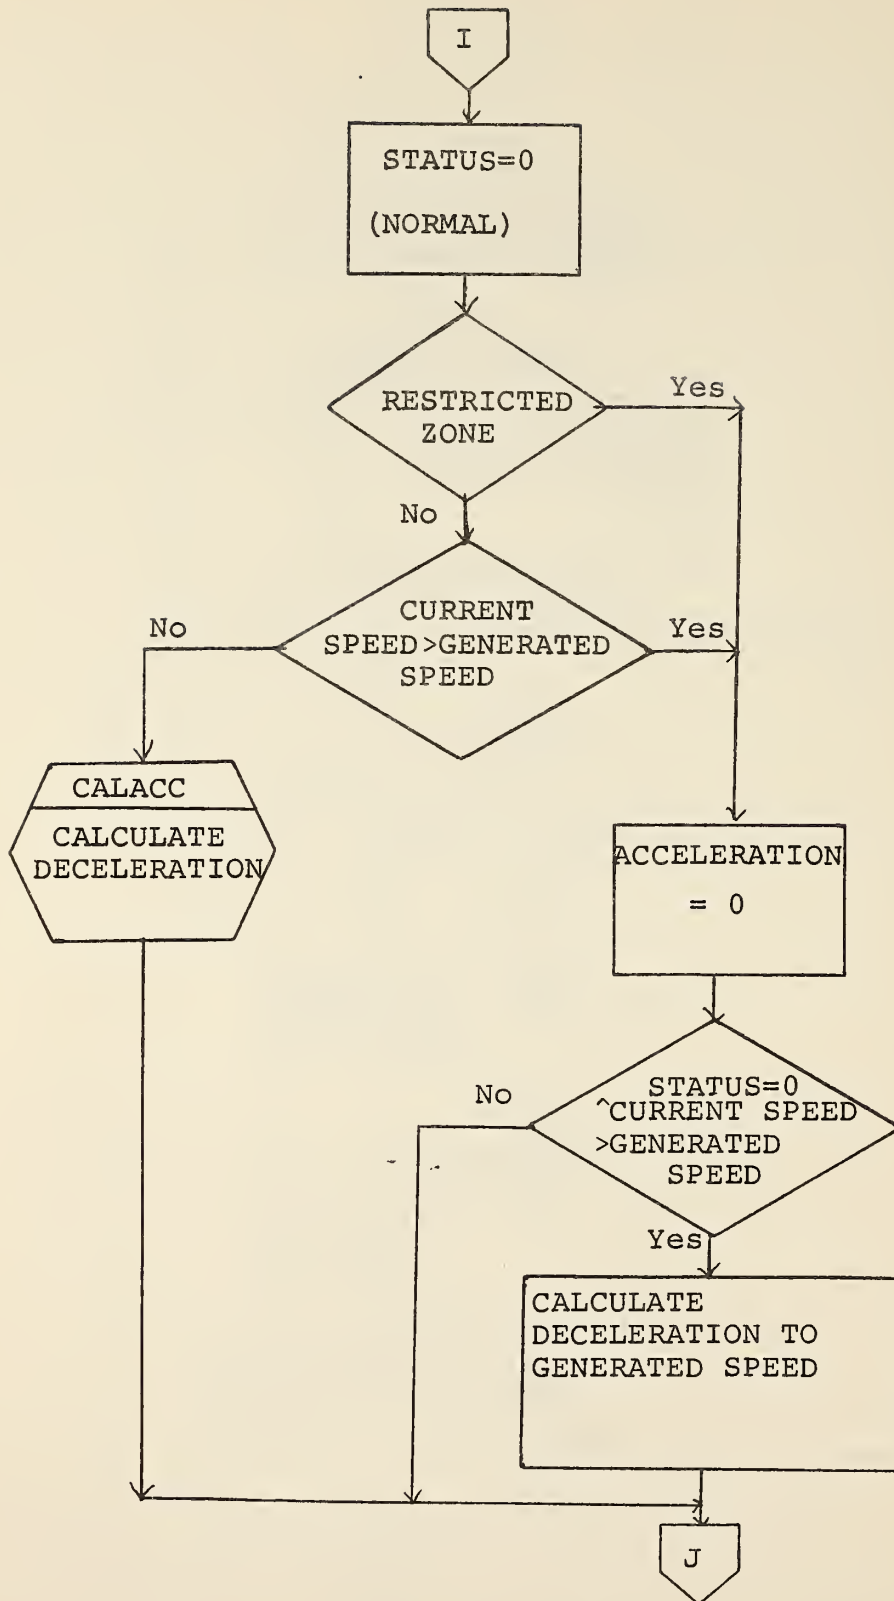 I
STATUS=0
(NORMAL)
RESTRICTED
ZONE
Yes
No
CURRENT
SPEED>GENERATED
SPEED
No
Yes
CALACC
CALCULATE
DECELERATION
ACCELERATION
= 0
STATUS=0
^CURRENT SPEED
>GENERATED
SPEED
No
Yes
CALCULATE
DECELERATION TO
GENERATED SPEED
J